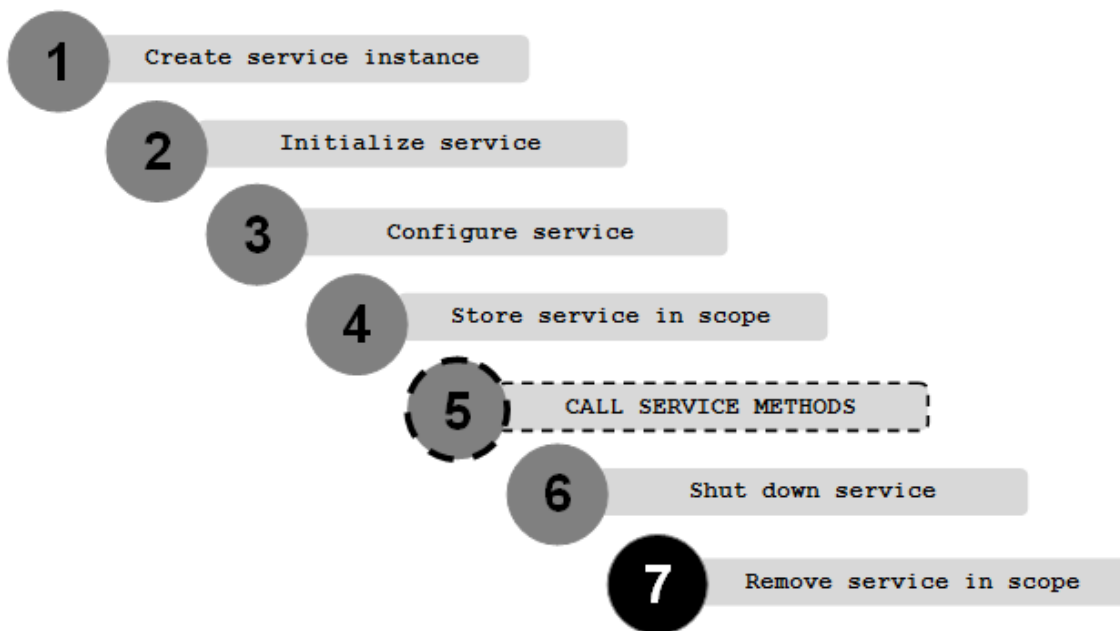 1 Create service instance
2 Initialize service
3 Configure service
4 Store service in scope
5 CALL SERVICE METHODS
6 Shut down service
7 Remove service in scope